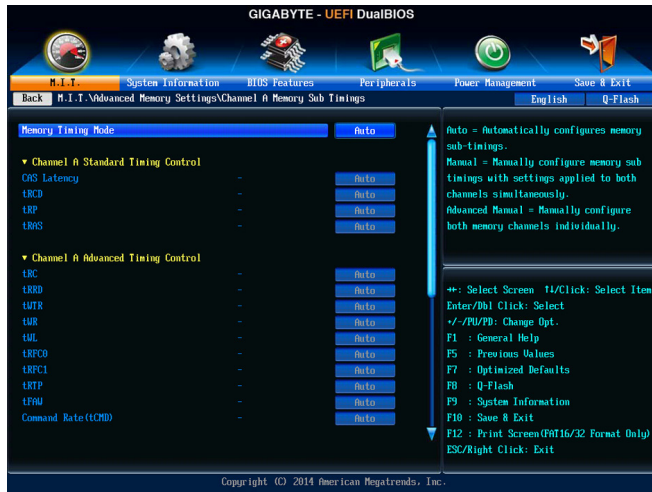 GIGABYTE - UEFI DualBIOS
M.I.T. System Information BIOS Features Peripherals Power Management Save & Exit
Back M.I.T.\Advanced Memory Settings\Channel A Memory Sub Timings English Q-Flash
Memory Timing Mode Auto
▼ Channel A Standard Timing Control
CAS Latency - Auto
tRCD - Auto
tRP - Auto
tRAS - Auto
▼ Channel A Advanced Timing Control
tRC - Auto
tRRD - Auto
tWTR - Auto
tWR - Auto
tWL - Auto
tRFC0 - Auto
tRFC1 - Auto
tRTP - Auto
tFAW - Auto
Command Rate(tCMD) - Auto
Auto = Automatically configures memory
sub-timings.
Manual = Manually configure memory sub
timings with settings applied to both
channels simultaneously.
Advanced Manual = Manually configure
both memory channels individually.
→←: Select Screen ↑↓/Click: Select Item
Enter/Dbl Click: Select
+/-/PU/PD: Change Opt.
F1 : General Help
F5 : Previous Values
F7 : Optimized Defaults
F8 : Q-Flash
F9 : System Information
F10 : Save & Exit
F12 : Print Screen(FAT16/32 Format Only)
ESC/Right Click: Exit
Copyright (C) 2014 American Megatrends, Inc.